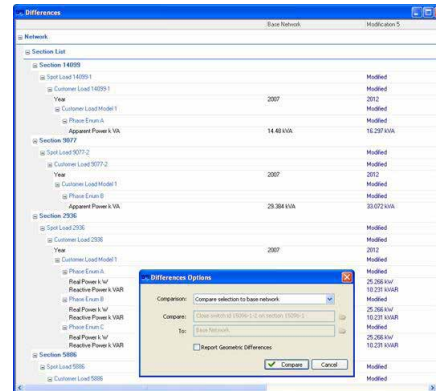 Differences
Base Network Modification 5
Network
Section List
Section 14099
Spot Load 14099-1 Modified
Customer Load 14099-1 Modified
Year 2007 2012
Customer Load Model 1 Modified
Phase Enum A Modified
Apparent Power k VA 14.48 kVA 16.297 kVA
Section 9077
Spot Load 9077-2 Modified
Customer Load 9077-2 Modified
Year 2007 2012
Customer Load Model 1 Modified
Phase Enum B Modified
Apparent Power k VA 29.384 kVA 33.072 kVA
Section 2936
Spot Load 2936 Modified
Customer Load 2936 Modified
Year 2007 2012
Customer Load Model 1 Modified
Phase Enum A Modified
Real Power k W 25.266 kW
Reactive Power k VAR 10.231 kVAR
Phase Enum B Modified
Real Power k W 25.266 kW
Reactive Power k VAR 10.231 kVAR
Phase Enum C Modified
Real Power k W 25.266 kW
Reactive Power k VAR 10.231 kVAR
Section 5886
Spot Load 5886 Modified
Customer Load 5886 Modified
Differences Options
Comparison: Compare selection to base network
Compare: Close switch at on section
To: Base Network
Report Geometric Differences
Compare Cancel